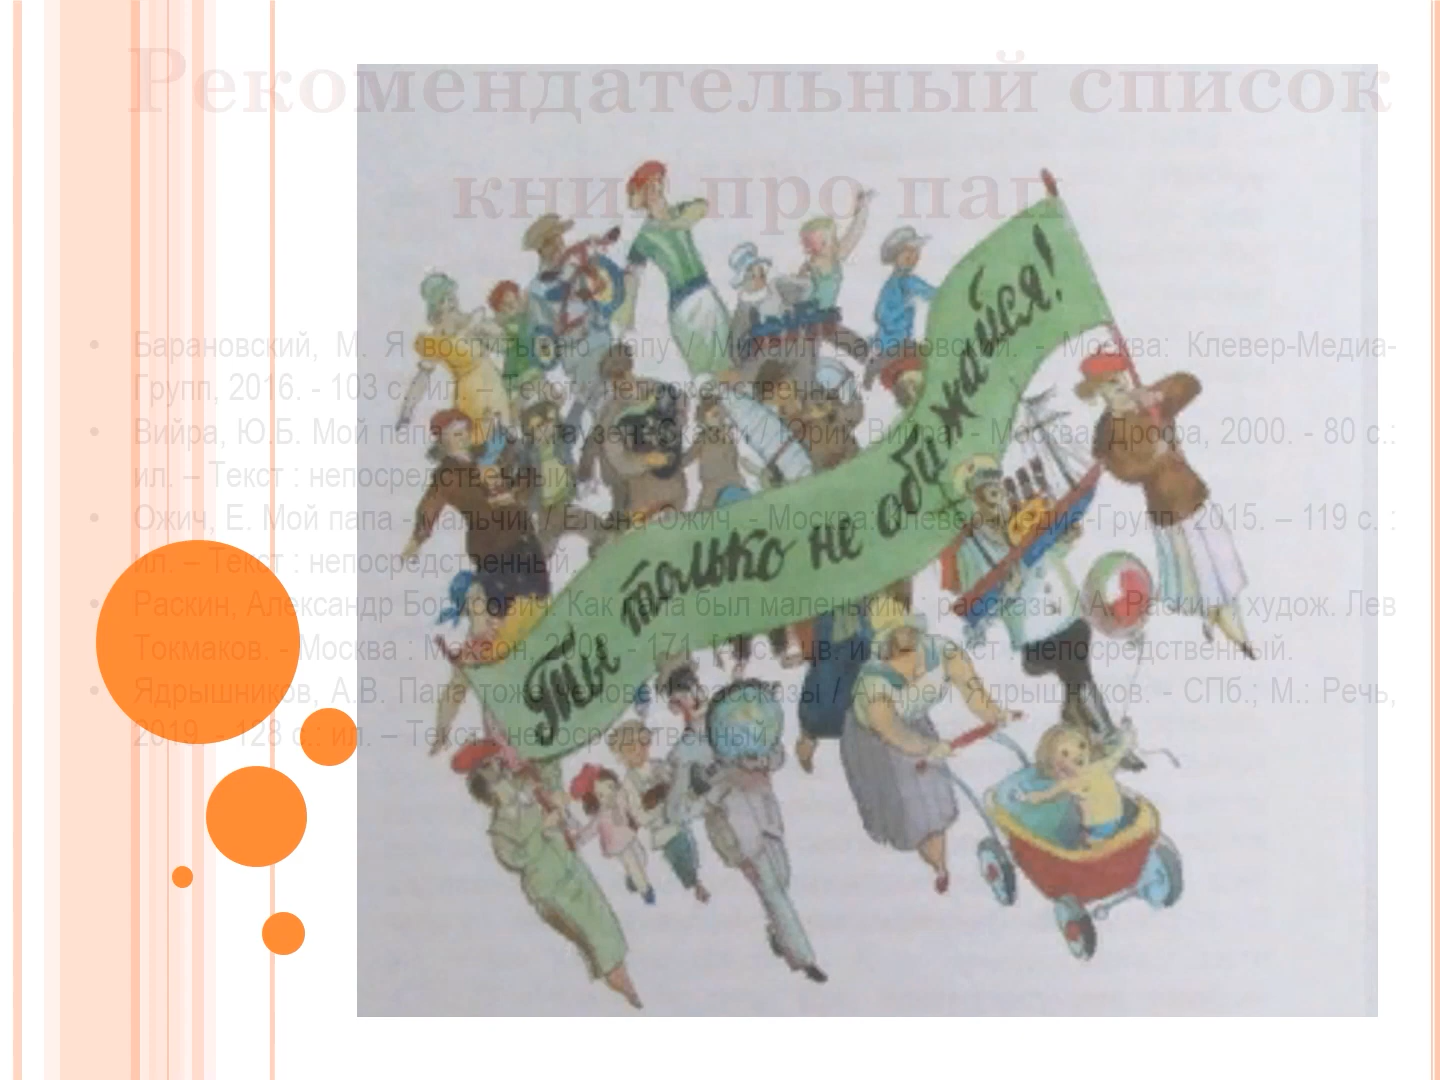 Рекомендательный список
книг про пап
Барановский, М. Я воспитываю папу / Михаил Барановский. - Москва: Клевер-Медиа-
Групп, 2016. - 103 с.: ил. – Текст : непосредственный.
Вийра, Ю.Б. Мой папа сказки / Юрий Вийра. - Москва: Дрофа, 2000. - 80 с.:
ил. – Текст : непосредственный.
Ожич, Е. Мой папа - мальчик / Елена Ожич. - Москва: Клевер-Медиа-Групп, 2015. – 119 с. :
ил. – Текст : непосредственный.
Раскин, Александр Борисович. Как папа был маленьким : рассказы / А. Раскин ; худож. Лев
Токмаков. - Москва : Махаон, 2008. - 171, [4] с. : цв. ил. – Текст : непосредственный.
Ядрышников, А.В. Папа тоже человек: рассказы / Андрей Ядрышников. - СПб.; М.: Речь,
2019. - 128 с.: ил. – Текст : непосредственный.
Ты только не обижайся!